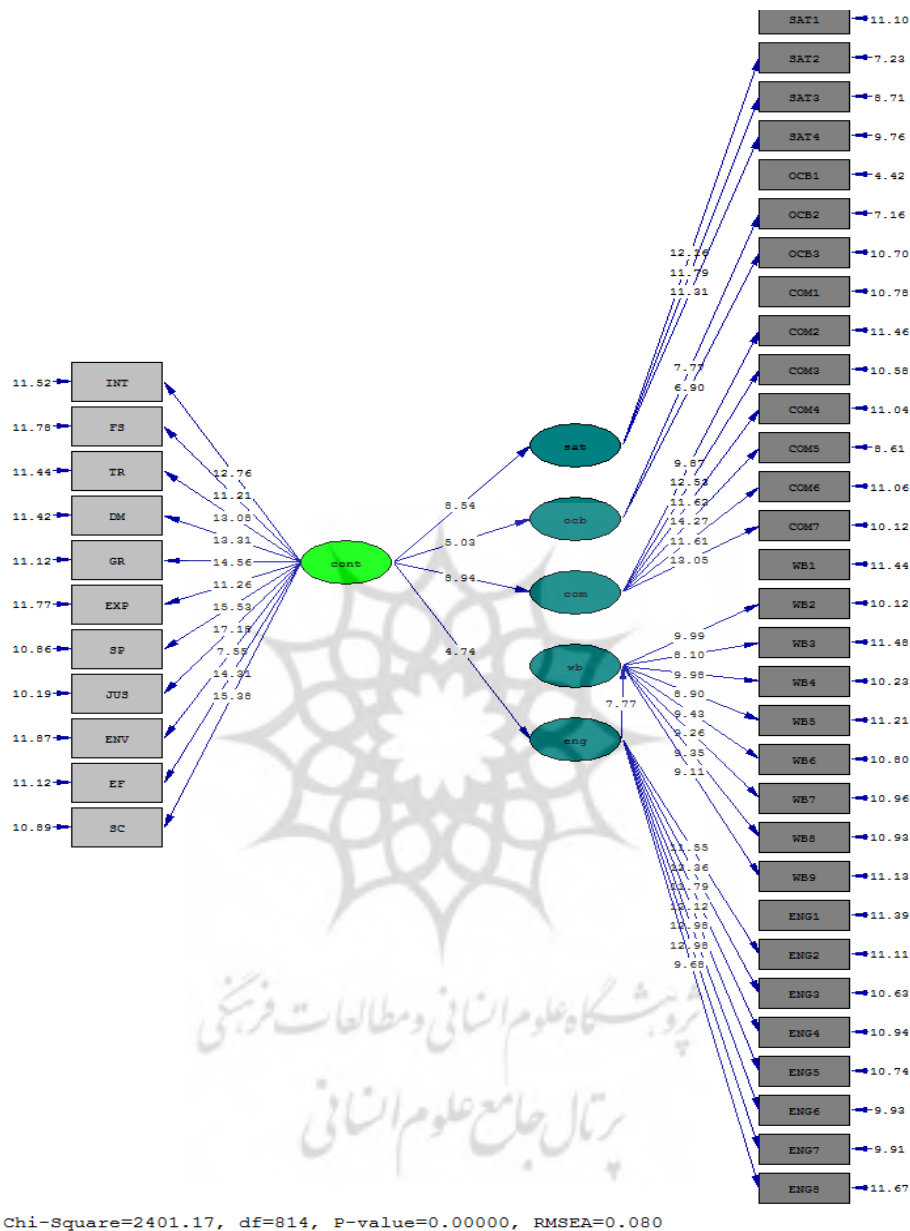 SAT1 11.10
SAT2 7.23
SAT3 8.71
SAT4 9.76
OCB1 4.42
OCB2 7.16
OCB3 10.70
COM1 10.78
COM2 11.46
COM3 10.58
COM4 11.04
COM5 8.61
COM6 11.06
COM7 10.12
WB1 11.44
WB2 10.12
WB3 11.48
WB4 10.23
WB5 11.21
WB6 10.80
WB7 10.96
WB8 10.93
WB9 11.13
ENG1 11.39
ENG2 11.11
ENG3 10.63
ENG4 10.94
ENG5 10.74
ENG6 9.93
ENG7 9.91
ENG8 11.67
11.52 INT
11.78 FS
11.44 TR
11.42 DM
11.12 GR
11.77 EXP
10.86 SP
10.19 JUS
11.87 ENV
11.12 EF
10.89 SC
12.76
11.21
13.08
13.31
14.56
11.26
15.53
17.18
7.55
14.31
15.38
cont
8.54
5.03
8.94
4.74
sat
ocb
com
wb
eng
7.77
12.16
11.79
11.31
7.77
6.90
9.87
12.53
11.62
14.27
11.61
13.05
9.99
8.10
9.98
8.90
9.43
9.26
9.35
9.11
11.55
12.36
11.79
12.12
12.98
12.98
9.68
پژوهشگاه علوم انسانی و مطالعات فرهنگی
پرتال جامع علوم انسانی
Chi-Square=2401.17, df=814, P-value=0.00000, RMSEA=0.080